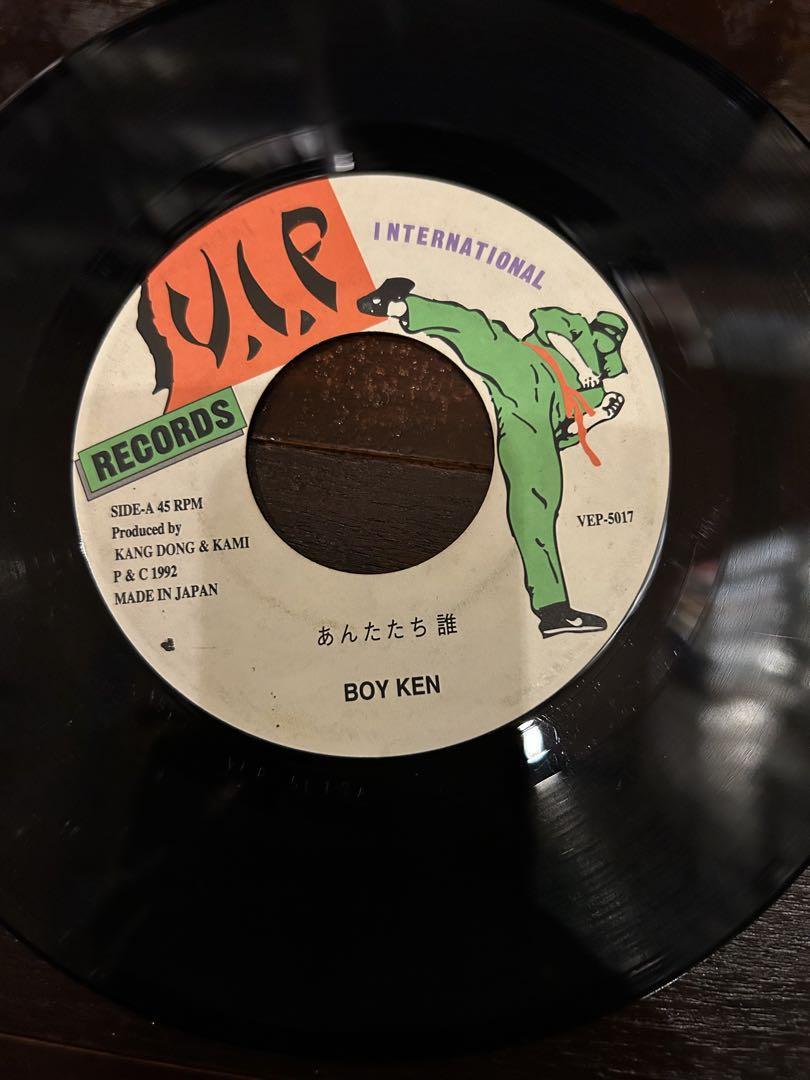 V.I.P
INTERNATIONAL
RECORDS
SIDE-A 45 RPM
Produced by
KANG DONG & KAMI
P & C 1992
MADE IN JAPAN
VEP-5017
あんたたち 誰
BOY KEN